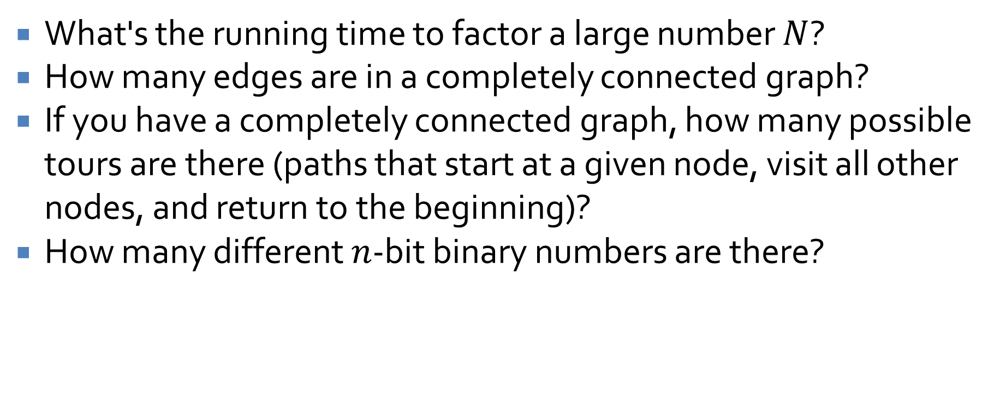 What's the running time to factor a large number N?
How many edges are in a completely connected graph?
If you have a completely connected graph, how many possible
tours are there (paths that start at a given node, visit all other
nodes, and return to the beginning)?
How many different n-bit binary numbers are there?